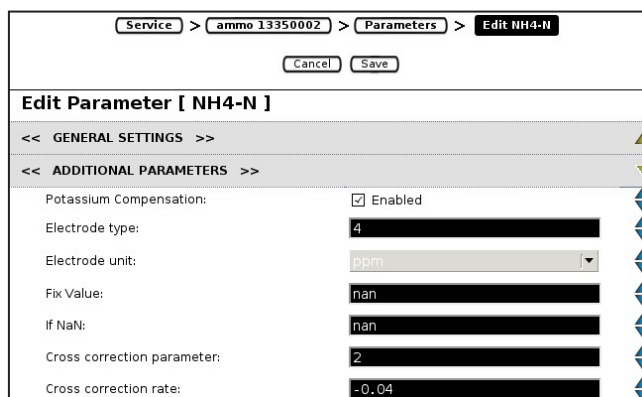 Service > ammo 13350002 > Parameters > Edit NH4-N
Cancel Save
Edit Parameter [ NH4-N ]
<< GENERAL SETTINGS >>
<< ADDITIONAL PARAMETERS >>
Potassium Compensation: Enabled
Electrode type: 4
Electrode unit: ppm
Fix Value: nan
If NaN: nan
Cross correction parameter: 2
Cross correction rate: -0.04